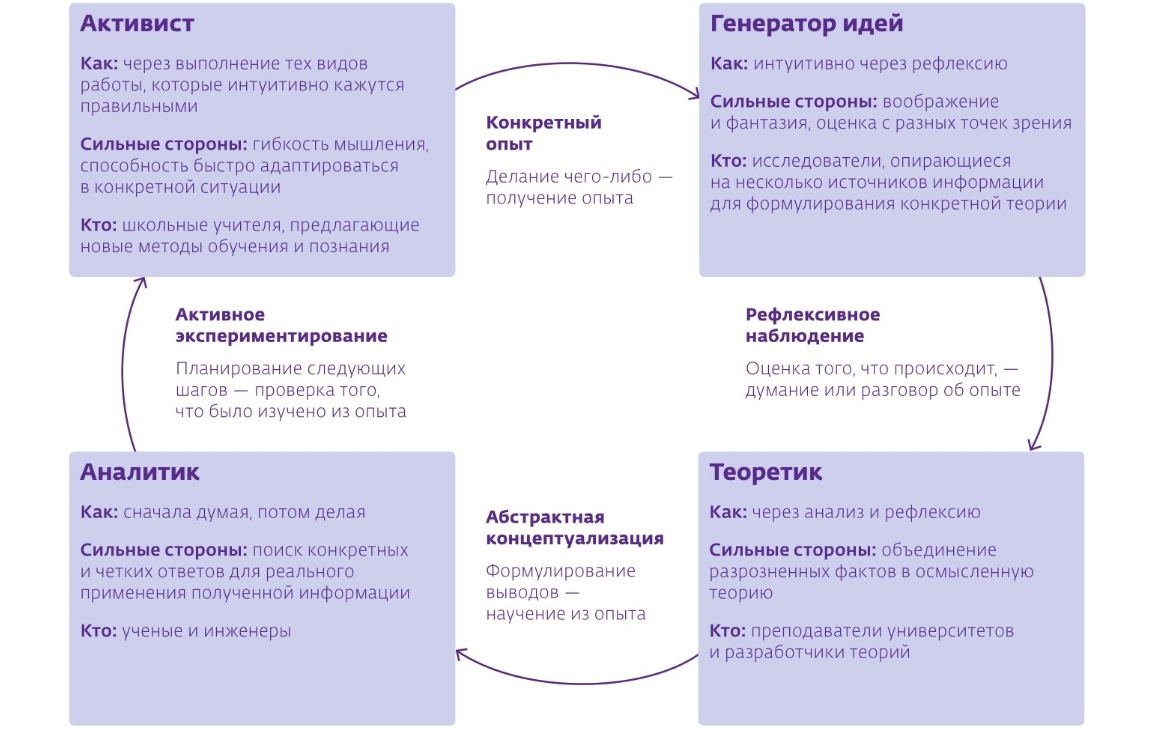 Активист
Как: через выполнение тех видов
работы, которые интуитивно кажутся
правильными
Сильные стороны: гибкость мышления,
способность быстро адаптироваться
в конкретной ситуации
Кто: школьные учителя, предлагающие
новые методы обучения и познания
Конкретный
опыт
Делание чего-либо —
получение опыта
Генератор идей
Как: интуитивно через рефлексию
Сильные стороны: воображение
и фантазия, оценка с разных точек зрения
Кто: исследователи, опирающиеся
на несколько источников информации
для формулирования конкретной теории
Активное
экспериментирование
Планирование следующих
шагов — проверка того,
что было изучено из опыта
Рефлексивное
наблюдение
Оценка того, что происходит, —
думание или разговор об опыте
Аналитик
Как: сначала думая, потом делая
Сильные стороны: поиск конкретных
и четких ответов для реального
применения полученной информации
Кто: ученые и инженеры
Абстрактная
концептуализация
Формулирование
выводов —
научение из опыта
Теоретик
Как: через анализ и рефлексию
Сильные стороны: объединение
разрозненных фактов в осмысленную
теорию
Кто: преподаватели университетов
и разработчики теорий